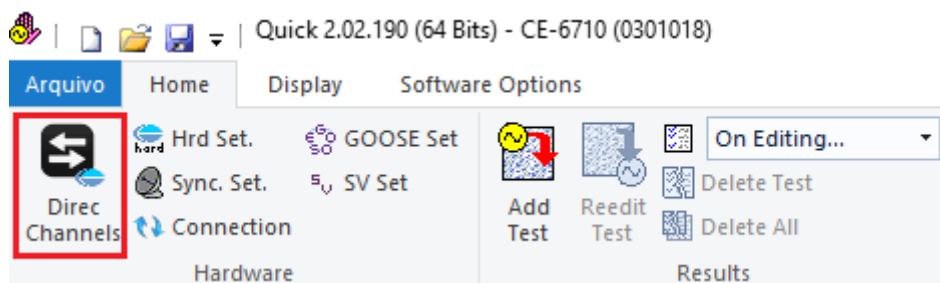 Quick 2.02.190 (64 Bits) - CE-6710 (0301018)
Arquivo Home Display Software Options
Direc Channels
hard Hrd Set.
Sync. Set.
Connection
GOOSE Set
SV Set
Hardware
Add Test
Reedit Test
On Editing...
Delete Test
Delete All
Results